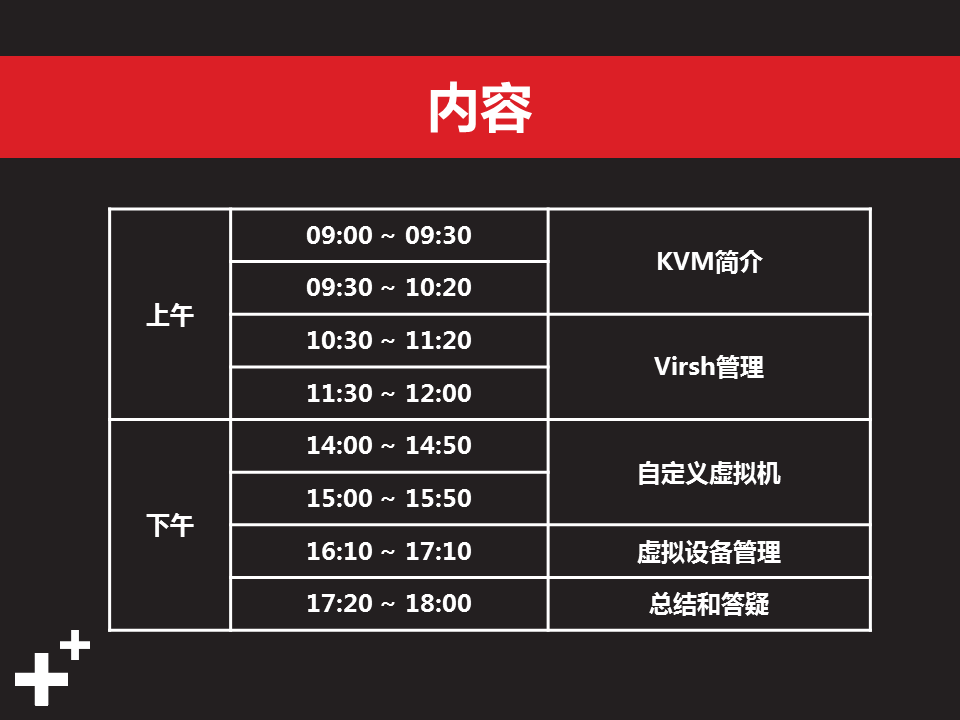 内容
上午
09:00 ~ 09:30
KVM简介
09:30 ~ 10:20
10:30 ~ 11:20
Virsh管理
11:30 ~ 12:00
下午
14:00 ~ 14:50
自定义虚拟机
15:00 ~ 15:50
16:10 ~ 17:10
虚拟设备管理
17:20 ~ 18:00
总结和答疑